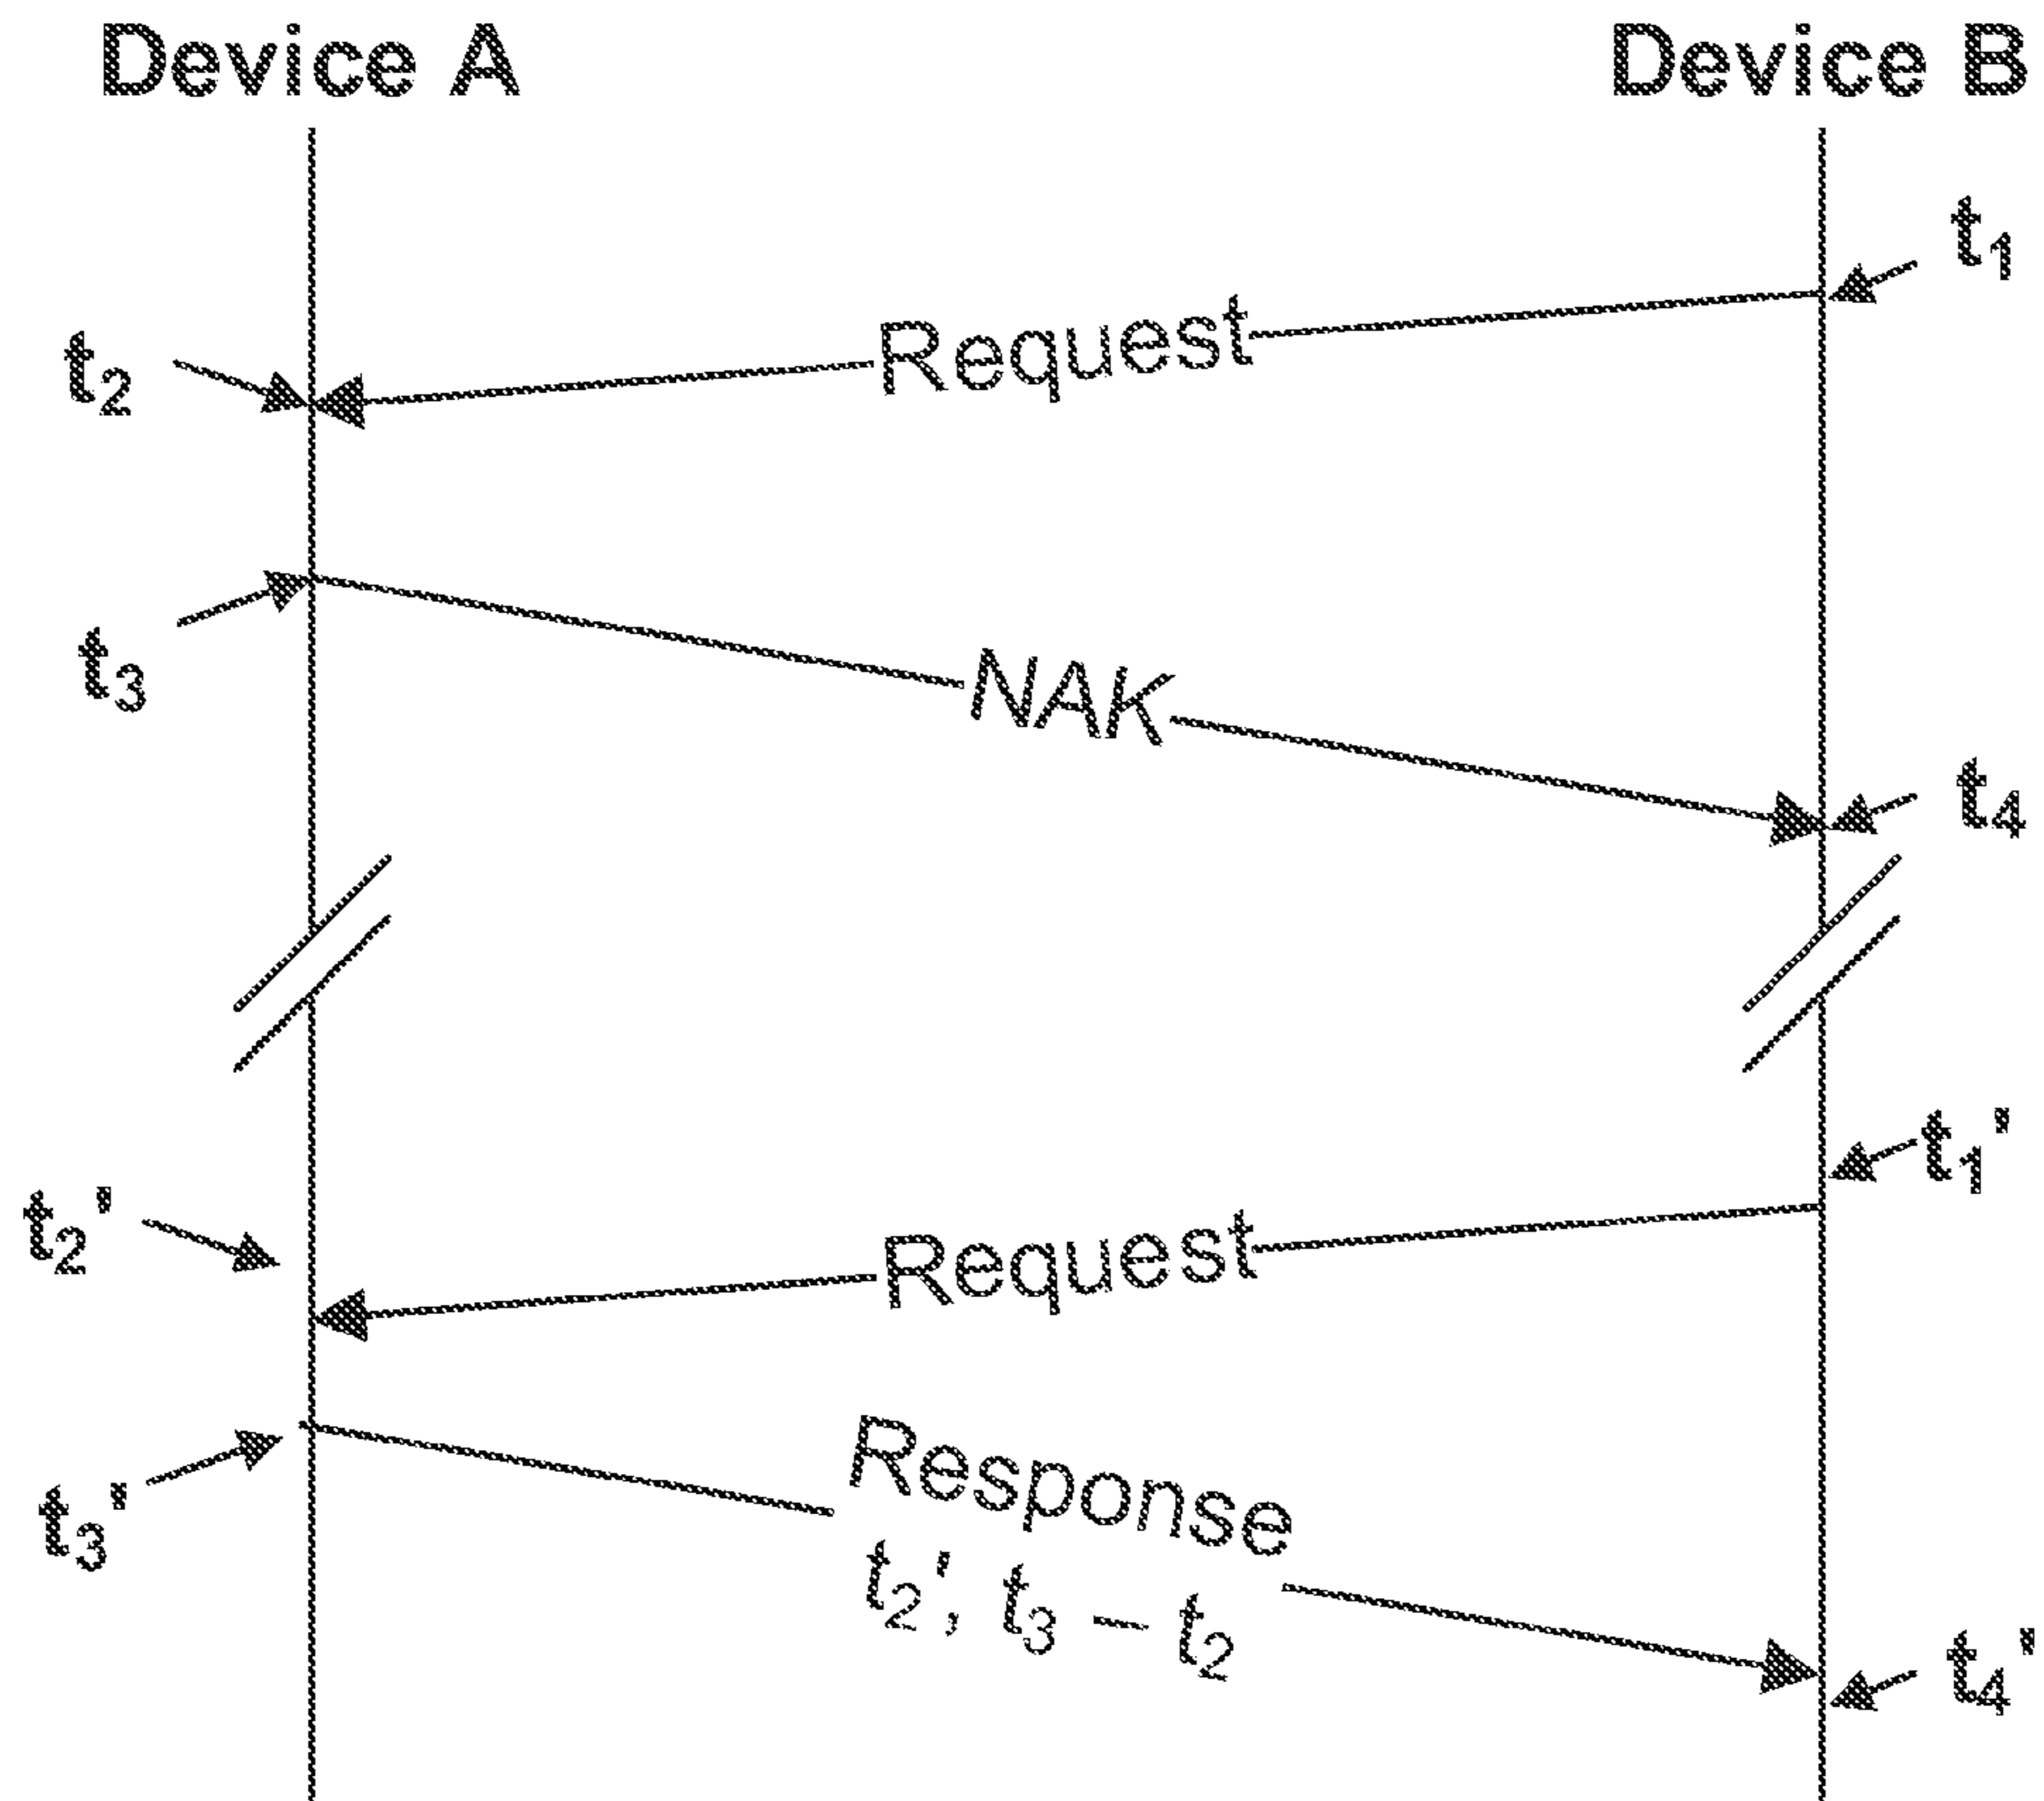 Device A
Device B
t1
Request
t2
t3
NAK
t4
t1'
t2'
Request
t3'
Response
t2', t3 – t2
t4'